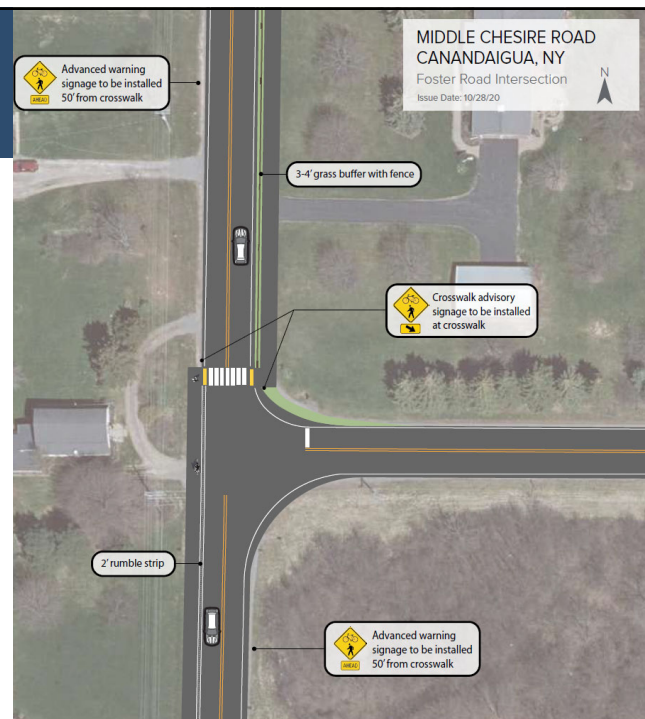 MIDDLE CHESIRE ROAD
CANANDAIGUA, NY
Foster Road Intersection
Issue Date: 10/28/20
N
Advanced warning
signage to be installed
50' from crosswalk
AHEAD
3-4' grass buffer with fence
Crosswalk advisory
signage to be installed
at crosswalk
2' rumble strip
Advanced warning
signage to be installed
50' from crosswalk
AHEAD